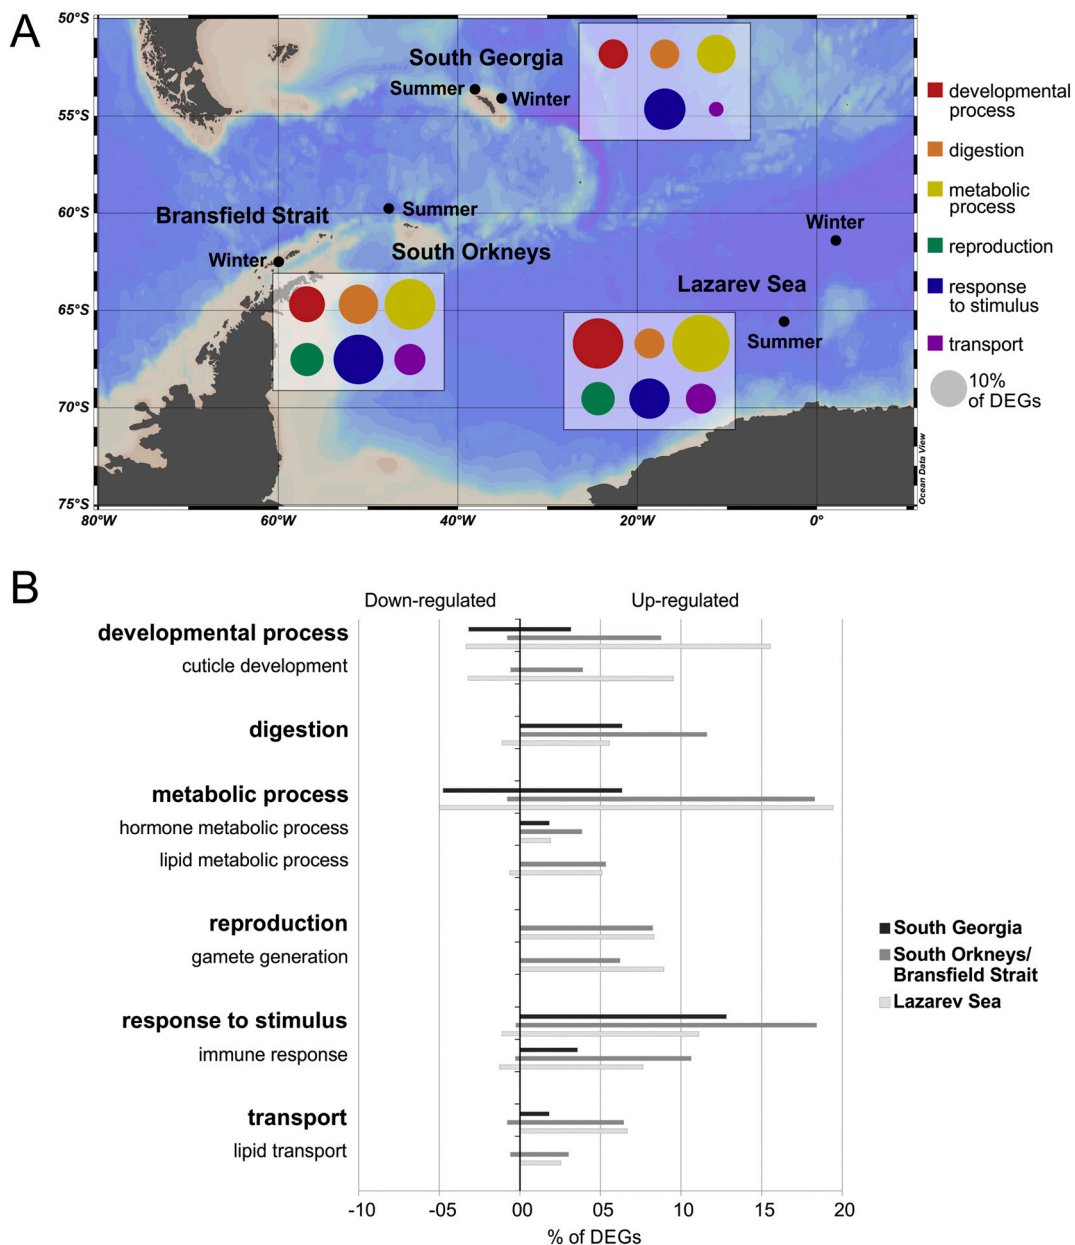 A
50°S
55°S
60°S
65°S
70°S
75°S
80°W
60°W
40°W
20°W
0°
South Georgia
Summer
Winter
Bransfield Strait
Summer
Winter
South Orkneys
Winter
Lazarev Sea
Summer
Ocean Data View
developmental
process
digestion
metabolic
process
reproduction
response
to stimulus
transport
10%
of DEGs
B
Down-regulated
Up-regulated
developmental process
cuticle development
digestion
metabolic process
hormone metabolic process
lipid metabolic process
reproduction
gamete generation
response to stimulus
immune response
transport
lipid transport
-10
-05
00
05
10
15
20
% of DEGs
South Georgia
South Orkneys/
Bransfield Strait
Lazarev Sea